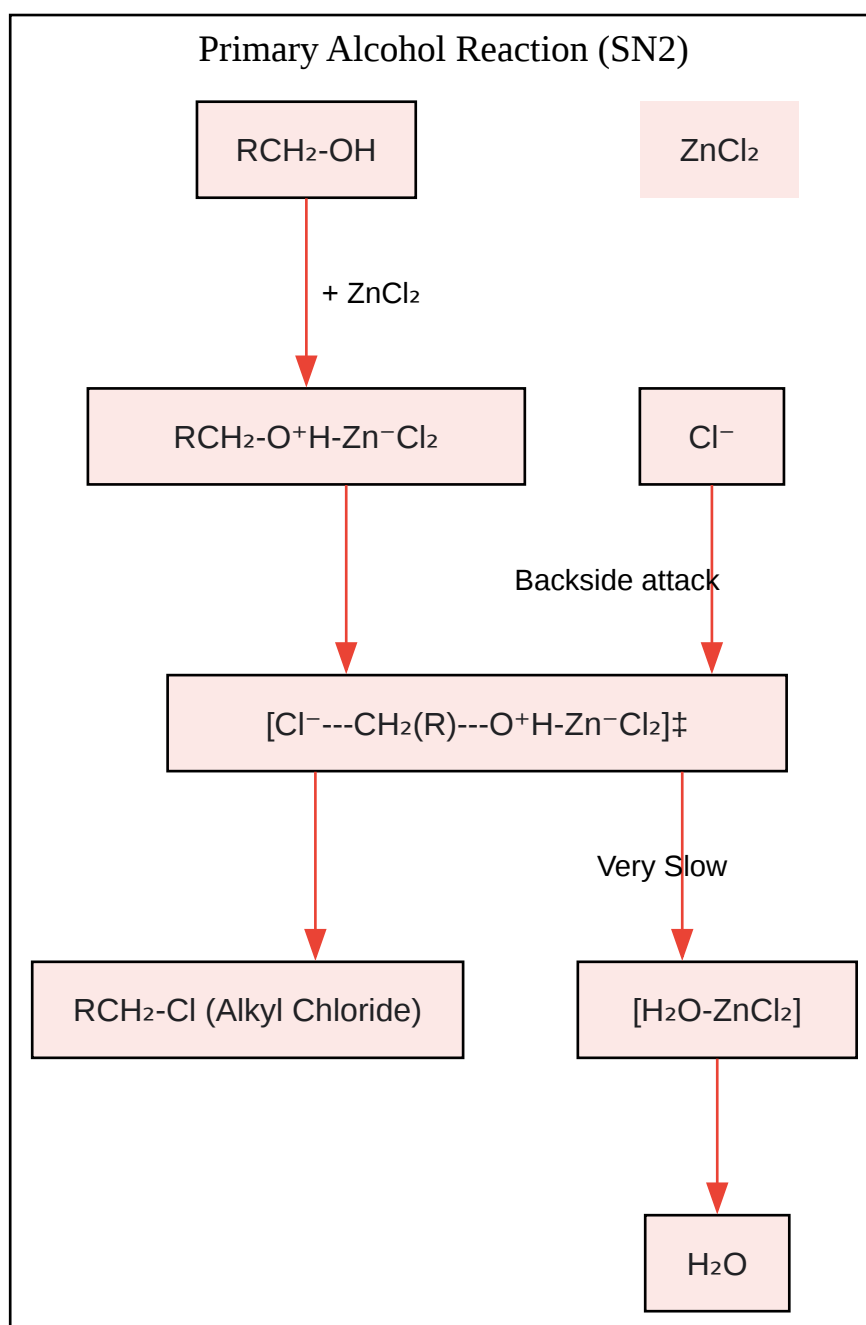 Primary Alcohol Reaction (SN2)
RCH₂-OH
ZnCl₂
+ ZnCl₂
RCH₂-O⁺H-Zn⁻Cl₂
Cl⁻
Backside attack
[Cl⁻---CH₂(R)---O⁺H-Zn⁻Cl₂]‡
Very Slow
RCH₂-Cl (Alkyl Chloride)
[H₂O-ZnCl₂]
H₂O